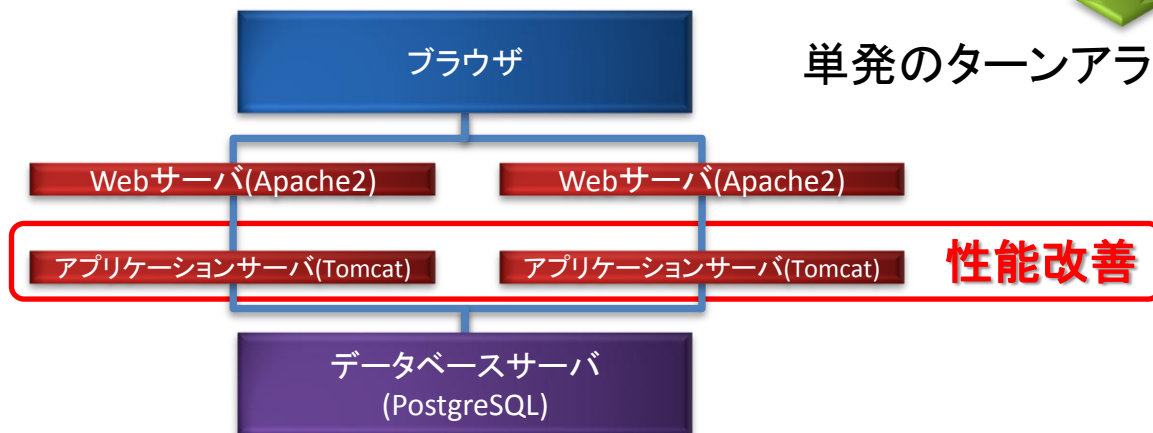 ブラウザ
単発のターンアラ
Webサーバ(Apache2)
Webサーバ(Apache2)
アプリケーションサーバ(Tomcat)
アプリケーションサーバ(Tomcat)
性能改善
データベースサーバ
(PostgreSQL)